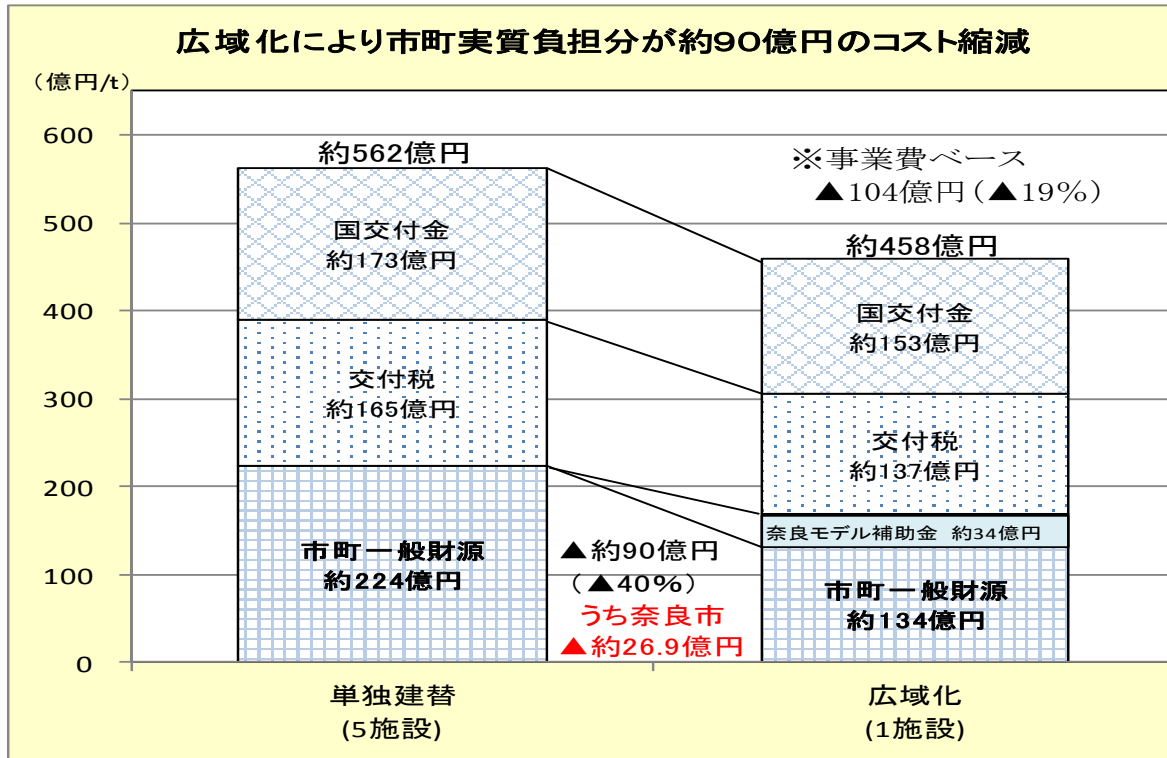 広域化により市町実質負担分が約90億円のコスト縮減
（億円/t）
600
500
400
300
200
100
0
約562億円
国交付金
約173億円
交付税
約165億円
市町一般財源
約224億円
▲約90億円
（▲40%）
うち奈良市
▲約26.9億円
※事業費ベース
▲104億円（▲19%）
約458億円
国交付金
約153億円
交付税
約137億円
奈良モデル補助金 約34億円
市町一般財源
約134億円
単独建替
(5施設)
広域化
(1施設)